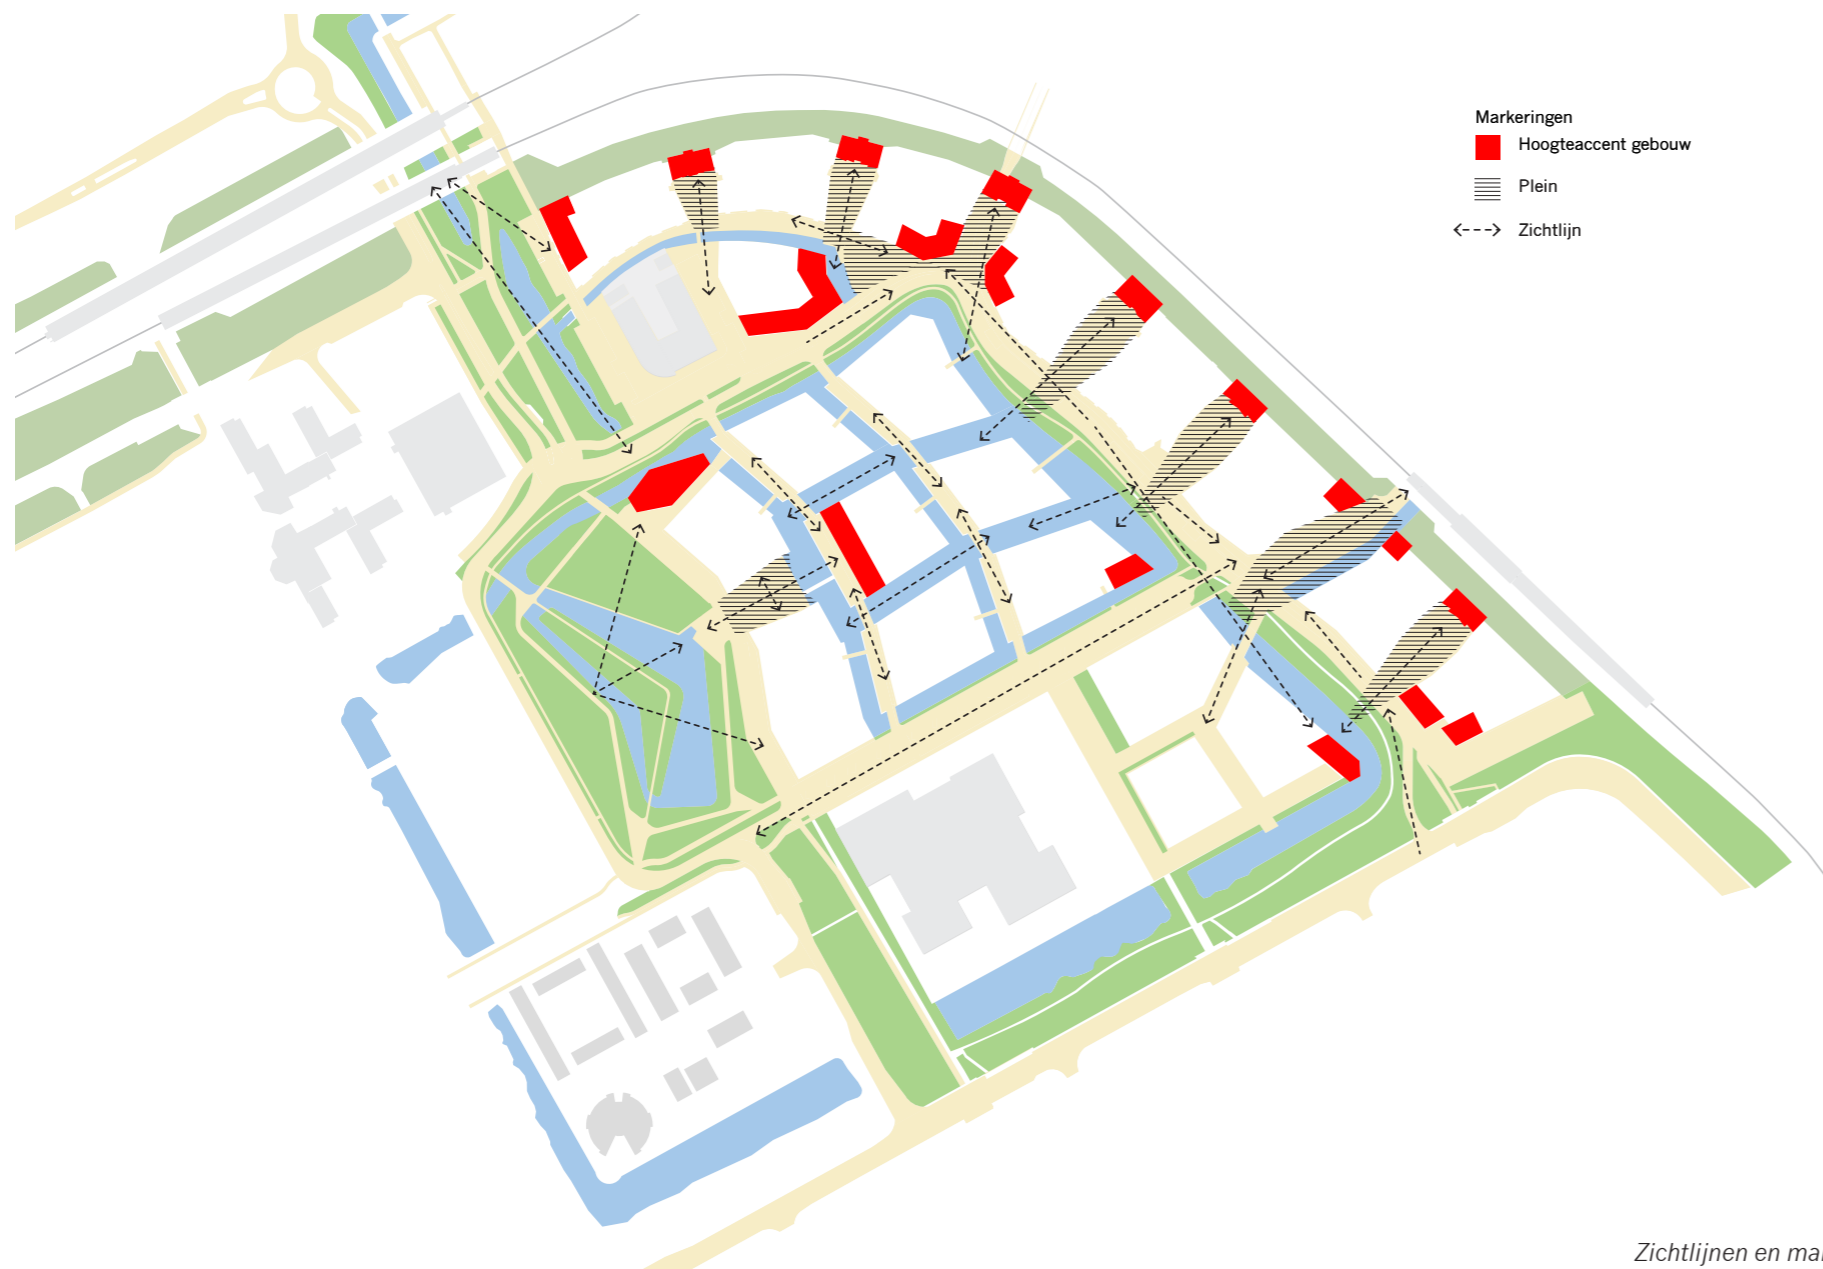 Markeringen
Hoogteaccent gebouw
Plein
Zichtlijn
Zichtlijnen en